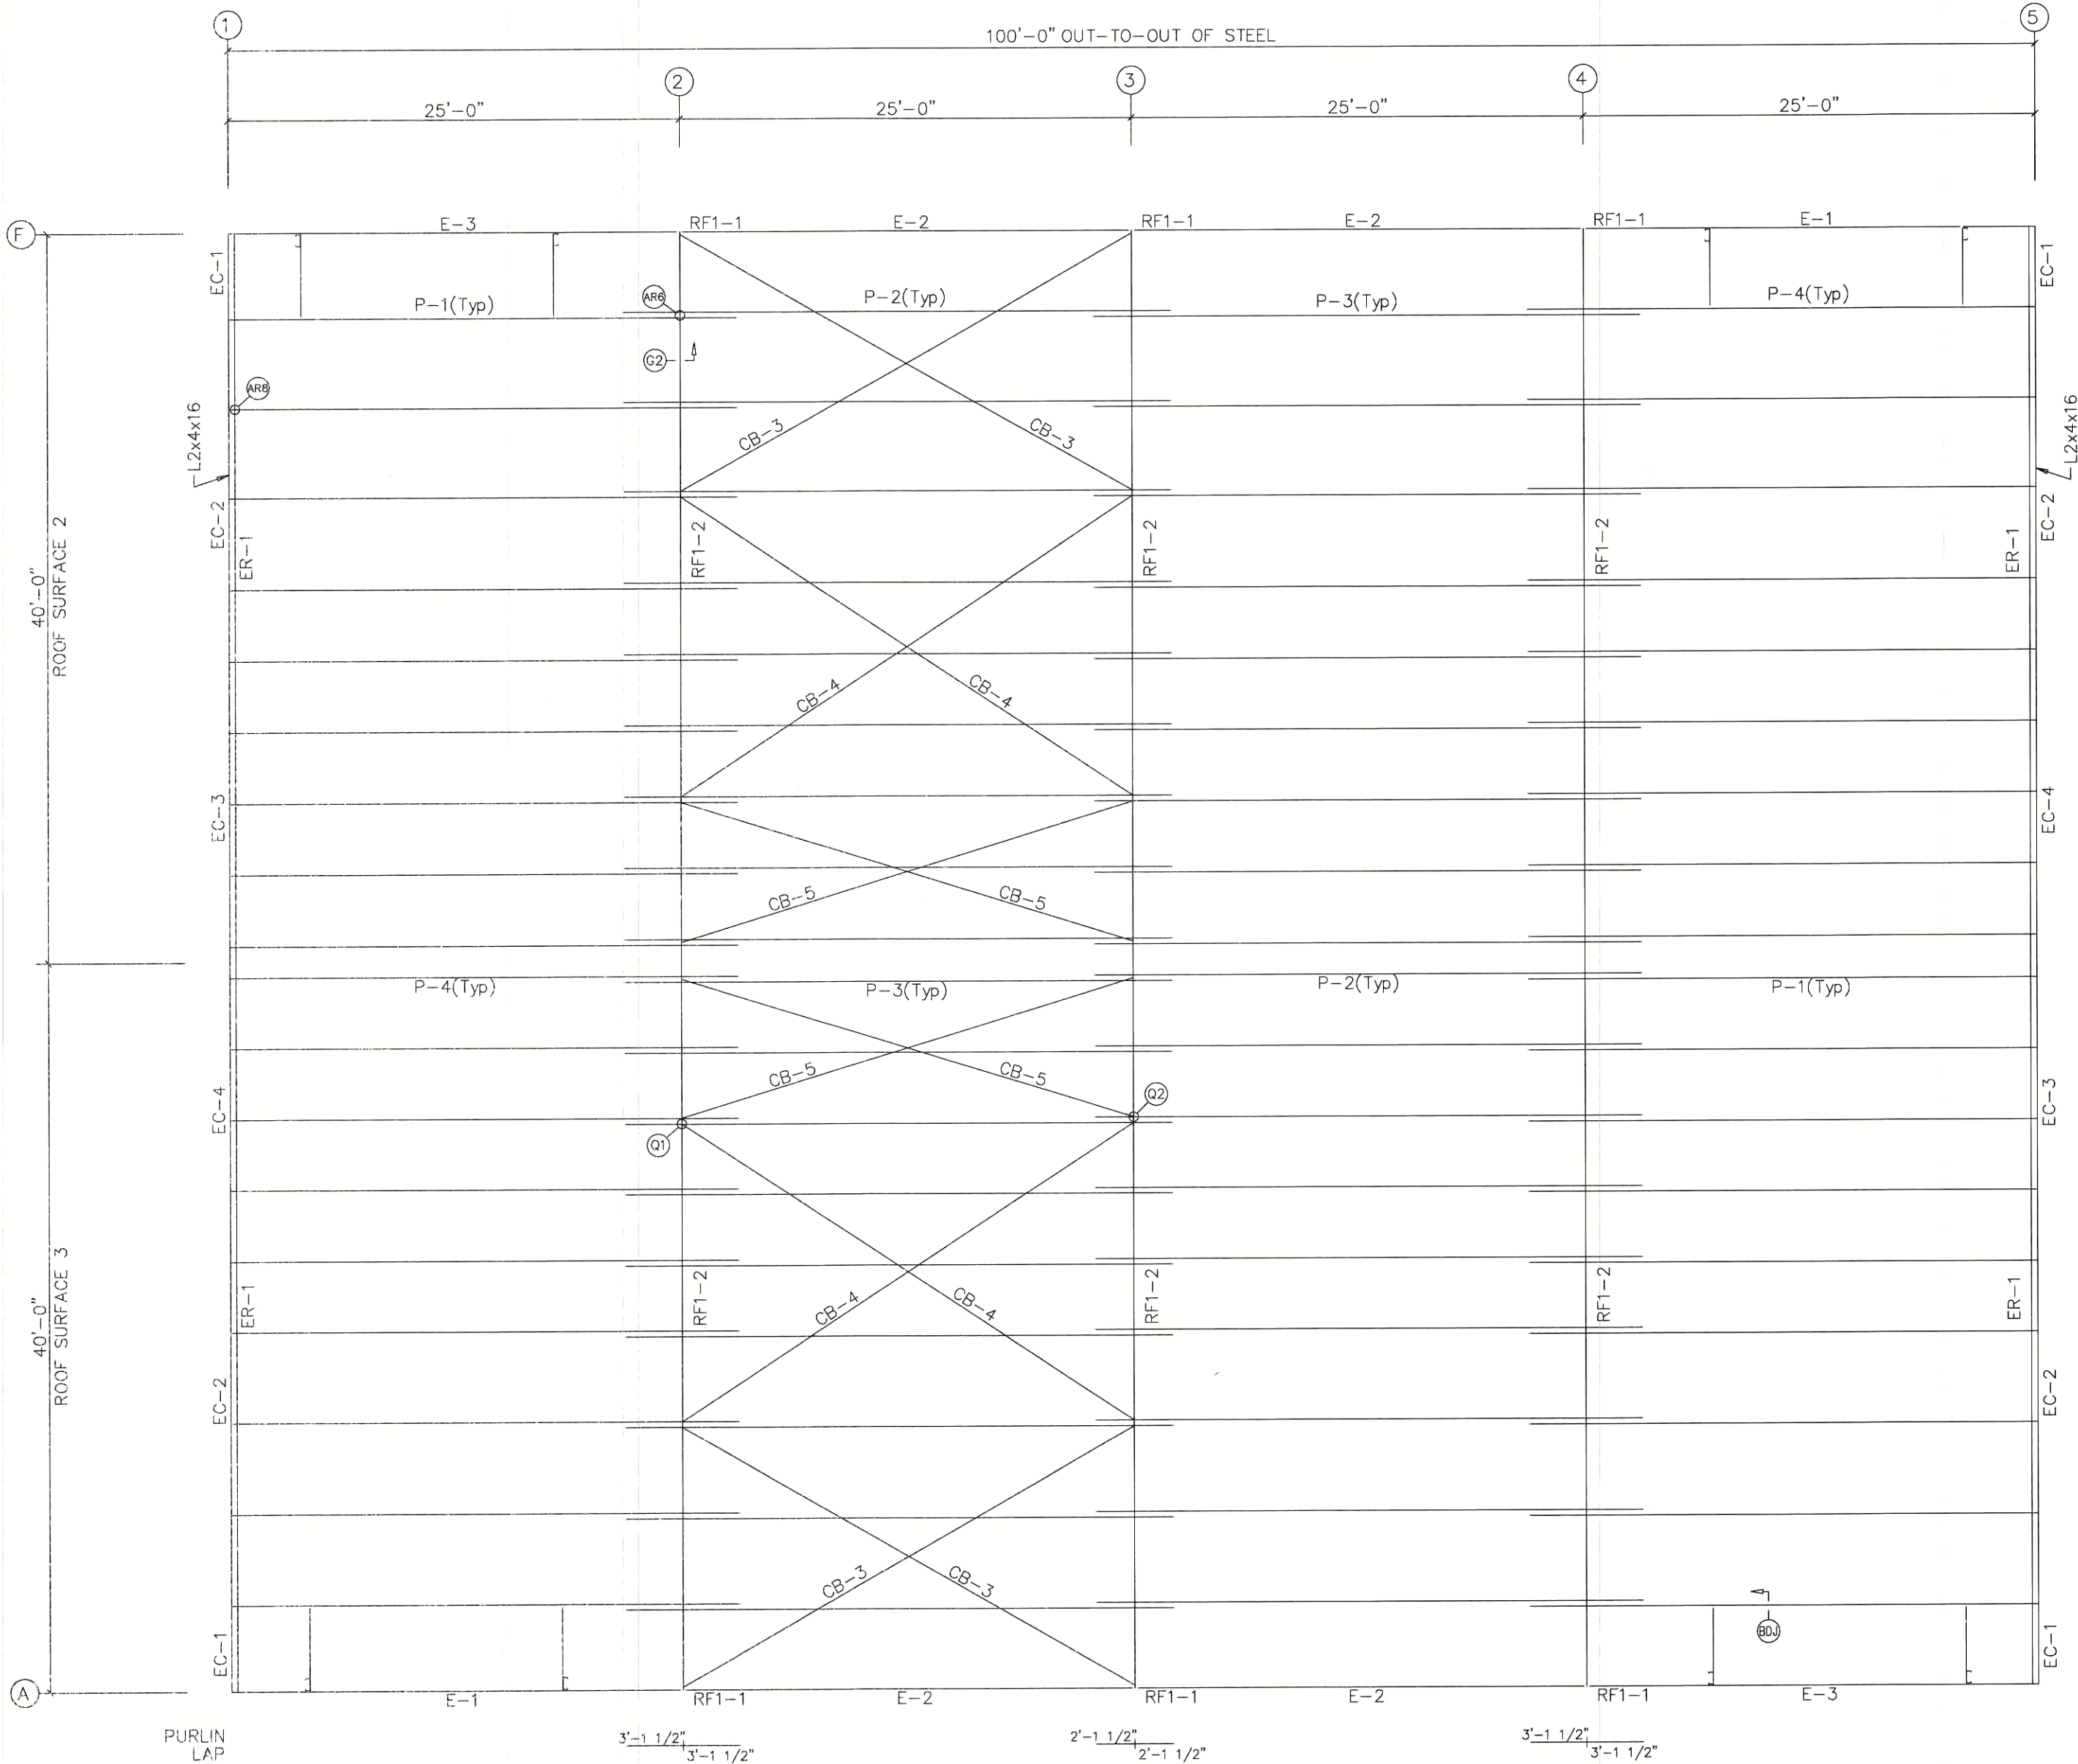 1
5
100'-0" OUT-TO-OUT OF STEEL
2
3
4
25'-0"
25'-0"
25'-0"
25'-0"
F
E-3
RF1-1
E-2
RF1-1
E-2
RF1-1
E-1
EC-1
EC-1
P-1(Typ)
AR6
P-2(Typ)
P-3(Typ)
P-4(Typ)
G2
AR8
L2x4x16
L2x4x16
CB-3
CB-3
EC-2
EC-2
ER-1
RF1-2
RF1-2
RF1-2
ER-1
40'-0"
ROOF SURFACE 2
CB-4
CB-4
EC-3
EC-4
CB-5
CB-5
P-4(Typ)
P-3(Typ)
P-2(Typ)
P-1(Typ)
CB-5
CB-5
EC-4
Q2
EC-3
Q1
40'-0"
ROOF SURFACE 3
ER-1
RF1-2
CB-4
CB-4
RF1-2
RF1-2
ER-1
EC-2
EC-2
CB-3
CB-3
BDJ
EC-1
EC-1
A
E-1
RF1-1
E-2
RF1-1
E-2
RF1-1
E-3
PURLIN
LAP
3'-1 1/2"
3'-1 1/2"
2'-1 1/2"
2'-1 1/2"
3'-1 1/2"
3'-1 1/2"